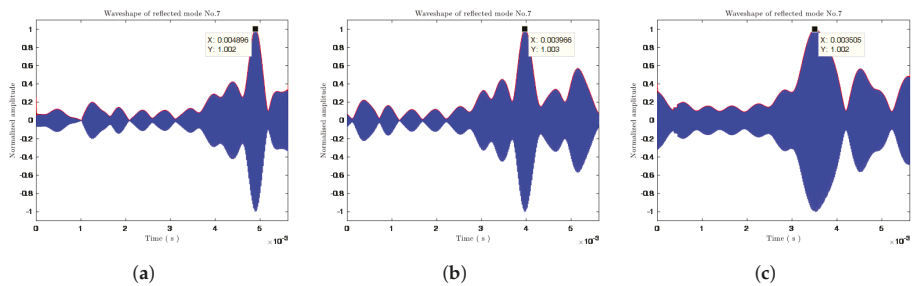 Waveshape of reflected mode No.7
X: 0.004896
Y: 1.002
Normalized amplitude
1
0.8
0.6
0.4
0.2
0
-0.2
-0.4
-0.6
-0.8
-1
0 1 2 3 4 5
Time ( s )
×10⁻³
(a)
Waveshape of reflected mode No.7
X: 0.003966
Y: 1.003
Normalized amplitude
1
0.8
0.6
0.4
0.2
0
-0.2
-0.4
-0.6
-0.8
-1
0 1 2 3 4 5
Time ( s )
×10⁻³
(b)
Waveshape of reflected mode No.7
X: 0.003505
Y: 1.002
Normalized amplitude
1
0.8
0.6
0.4
0.2
0
-0.2
-0.4
-0.6
-0.8
-1
0 1 2 3 4 5
Time ( s )
×10⁻³
(c)